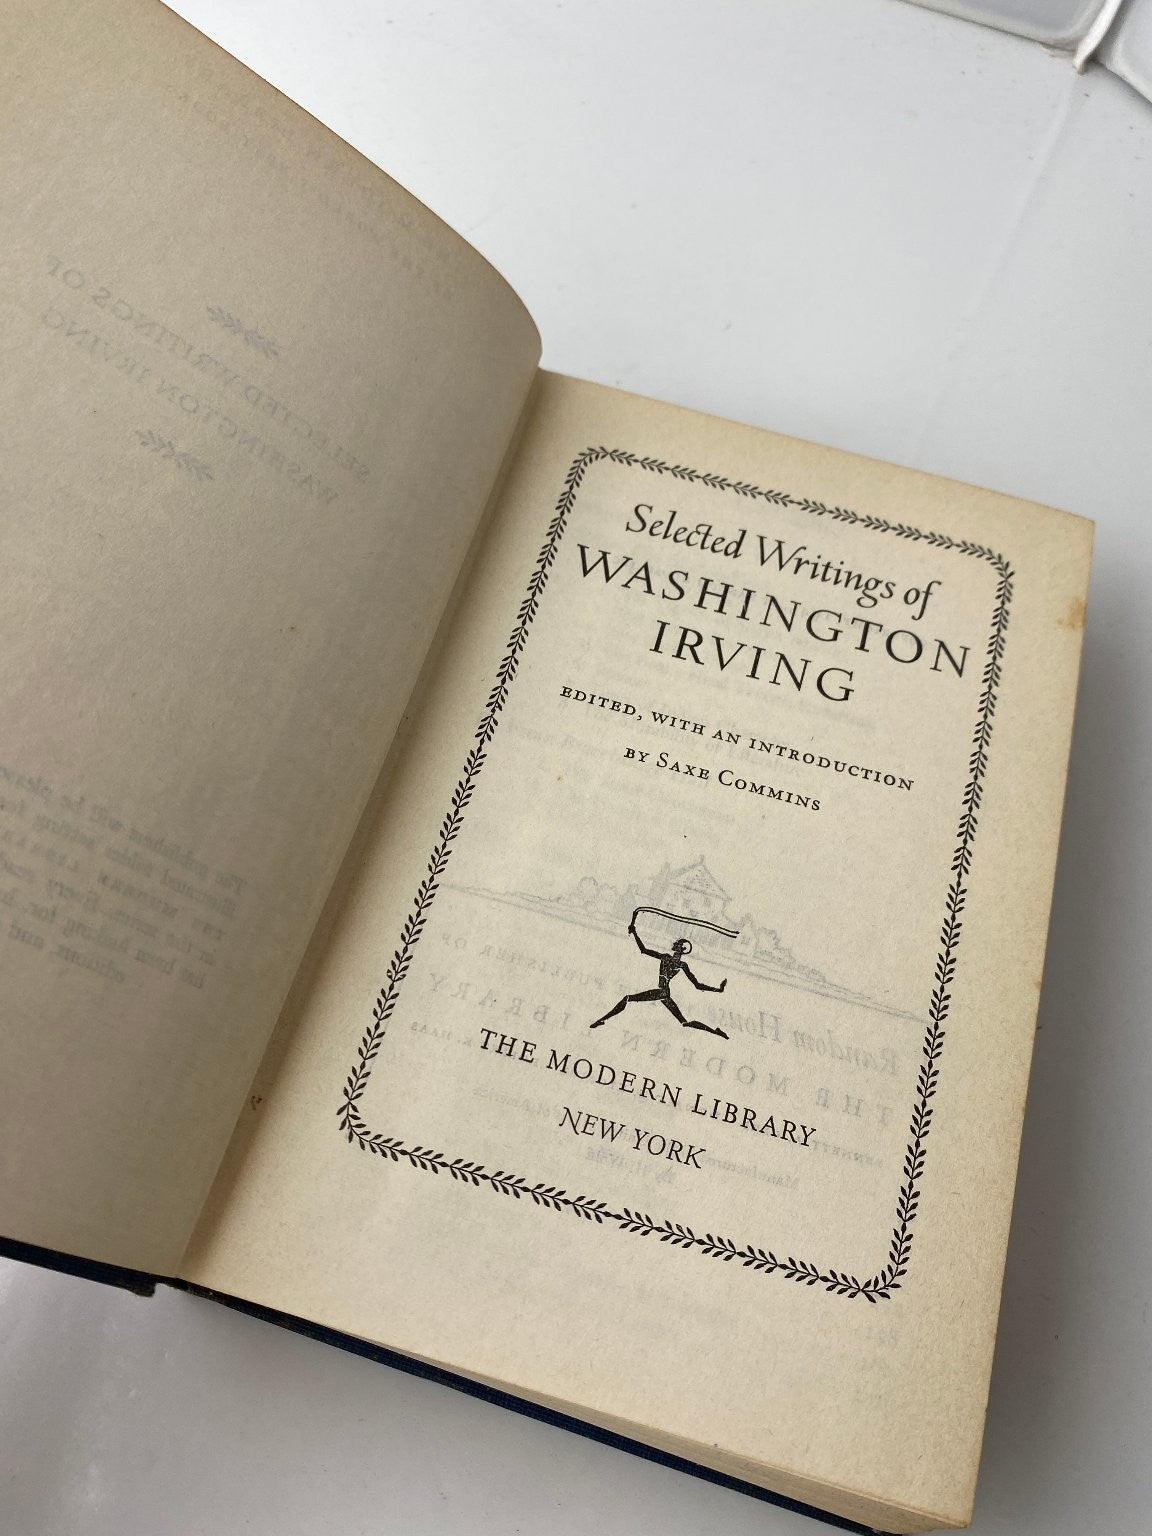 Selected Writings of
WASHINGTON
IRVING
EDITED, WITH AN INTRODUCTION
BY SAXE COMMINS
THE MODERN LIBRARY
NEW YORK